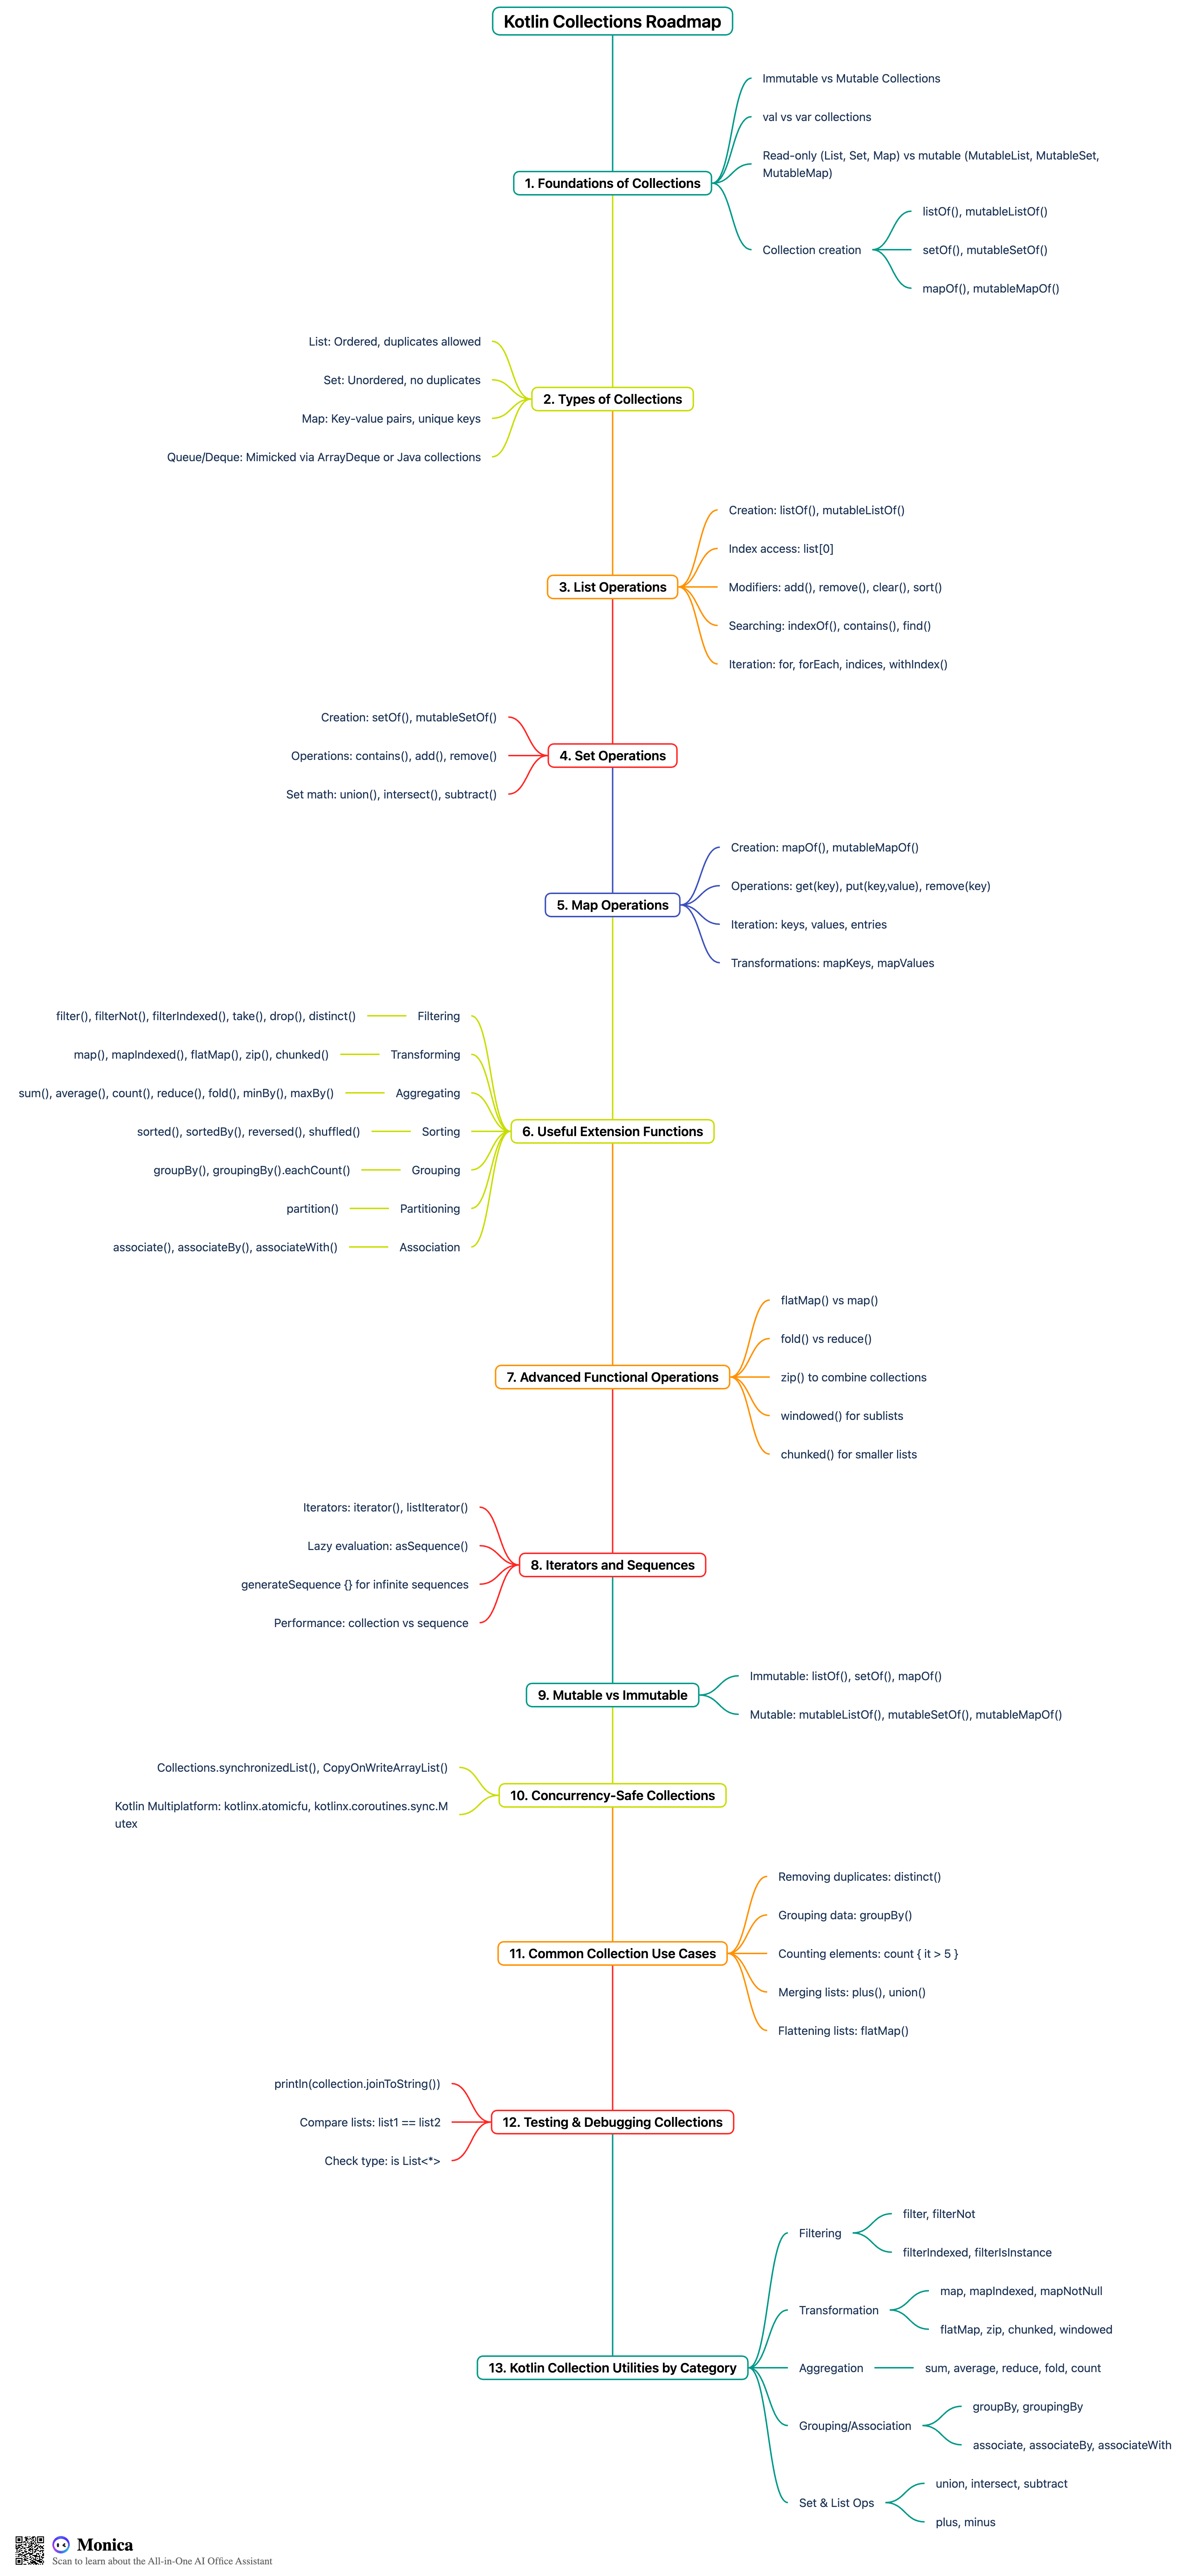 Kotlin Collections Roadmap
1. Foundations of Collections
Immutable vs Mutable Collections
val vs var collections
Read-only (List, Set, Map) vs mutable (MutableList, MutableSet,
MutableMap)
Collection creation
listOf(), mutableListOf()
setOf(), mutableSetOf()
mapOf(), mutableMapOf()
2. Types of Collections
List: Ordered, duplicates allowed
Set: Unordered, no duplicates
Map: Key-value pairs, unique keys
Queue/Deque: Mimicked via ArrayDeque or Java collections
3. List Operations
Creation: listOf(), mutableListOf()
Index access: list[0]
Modifiers: add(), remove(), clear(), sort()
Searching: indexOf(), contains(), find()
Iteration: for, forEach, indices, withIndex()
4. Set Operations
Creation: setOf(), mutableSetOf()
Operations: contains(), add(), remove()
Set math: union(), intersect(), subtract()
5. Map Operations
Creation: mapOf(), mutableMapOf()
Operations: get(key), put(key,value), remove(key)
Iteration: keys, values, entries
Transformations: mapKeys, mapValues
6. Useful Extension Functions
Filtering
filter(), filterNot(), filterIndexed(), take(), drop(), distinct()
Transforming
map(), mapIndexed(), flatMap(), zip(), chunked()
Aggregating
sum(), average(), count(), reduce(), fold(), minBy(), maxBy()
Sorting
sorted(), sortedBy(), reversed(), shuffled()
Grouping
groupBy(), groupingBy().eachCount()
Partitioning
partition()
Association
associate(), associateBy(), associateWith()
7. Advanced Functional Operations
flatMap() vs map()
fold() vs reduce()
zip() to combine collections
windowed() for sublists
chunked() for smaller lists
8. Iterators and Sequences
Iterators: iterator(), listIterator()
Lazy evaluation: asSequence()
generateSequence {} for infinite sequences
Performance: collection vs sequence
9. Mutable vs Immutable
Immutable: listOf(), setOf(), mapOf()
Mutable: mutableListOf(), mutableSetOf(), mutableMapOf()
10. Concurrency-Safe Collections
Collections.synchronizedList(), CopyOnWriteArrayList()
Kotlin Multiplatform: kotlinx.atomicfu, kotlinx.coroutines.sync.M
utex
11. Common Collection Use Cases
Removing duplicates: distinct()
Grouping data: groupBy()
Counting elements: count { it > 5 }
Merging lists: plus(), union()
Flattening lists: flatMap()
12. Testing & Debugging Collections
println(collection.joinToString())
Compare lists: list1 == list2
Check type: is List<*>
13. Kotlin Collection Utilities by Category
Filtering
filter, filterNot
filterIndexed, filterIsInstance
Transformation
map, mapIndexed, mapNotNull
flatMap, zip, chunked, windowed
Aggregation
sum, average, reduce, fold, count
Grouping/Association
groupBy, groupingBy
associate, associateBy, associateWith
Set & List Ops
union, intersect, subtract
plus, minus
Monica
Scan to learn about the All-in-One AI Office Assistant